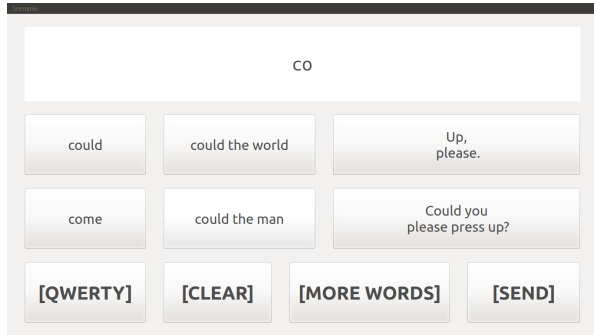 Scenario
co
could
could the world
Up,
please.
come
could the man
Could you
please press up?
[QWERTY]
[CLEAR]
[MORE WORDS]
[SEND]